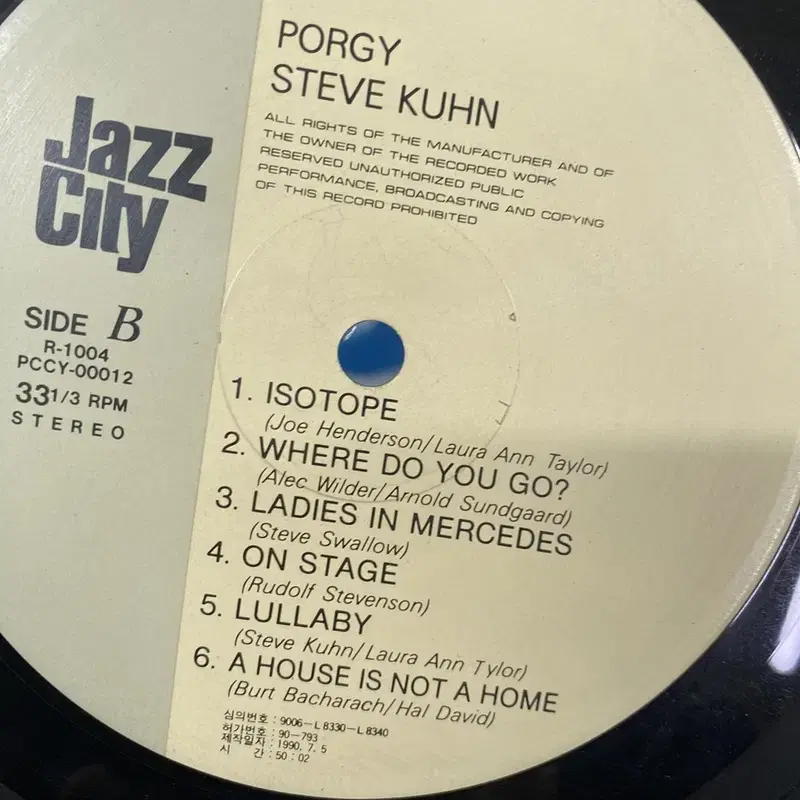 PORGY
STEVE KUHN
ALL RIGHTS OF THE MANUFACTURER AND OF
THE OWNER OF THE RECORDED WORK
RESERVED UNAUTHORIZED PUBLIC
PERFORMANCE, BROADCASTING AND COPYING
OF THIS RECORD PROHIBITED
Jazz
City
SIDE B
R-1004
PCCY-00012
33 1/3 RPM
STEREO
1. ISOTOPE
(Joe Henderson/Laura Ann Taylor)
2. WHERE DO YOU GO?
(Alec Wilder/Arnold Sundgaard)
3. LADIES IN MERCEDES
(Steve Swallow)
4. ON STAGE
(Rudolf Stevenson)
5. LULLABY
(Steve Kuhn/Laura Ann Tylor)
6. A HOUSE IS NOT A HOME
(Burt Bacharach/Hal David)
심의번호 : 9006-L8330-L8340
허가번호 : 90-793
제작일자 : 1990. 7. 5
시 간 : 50 : 02